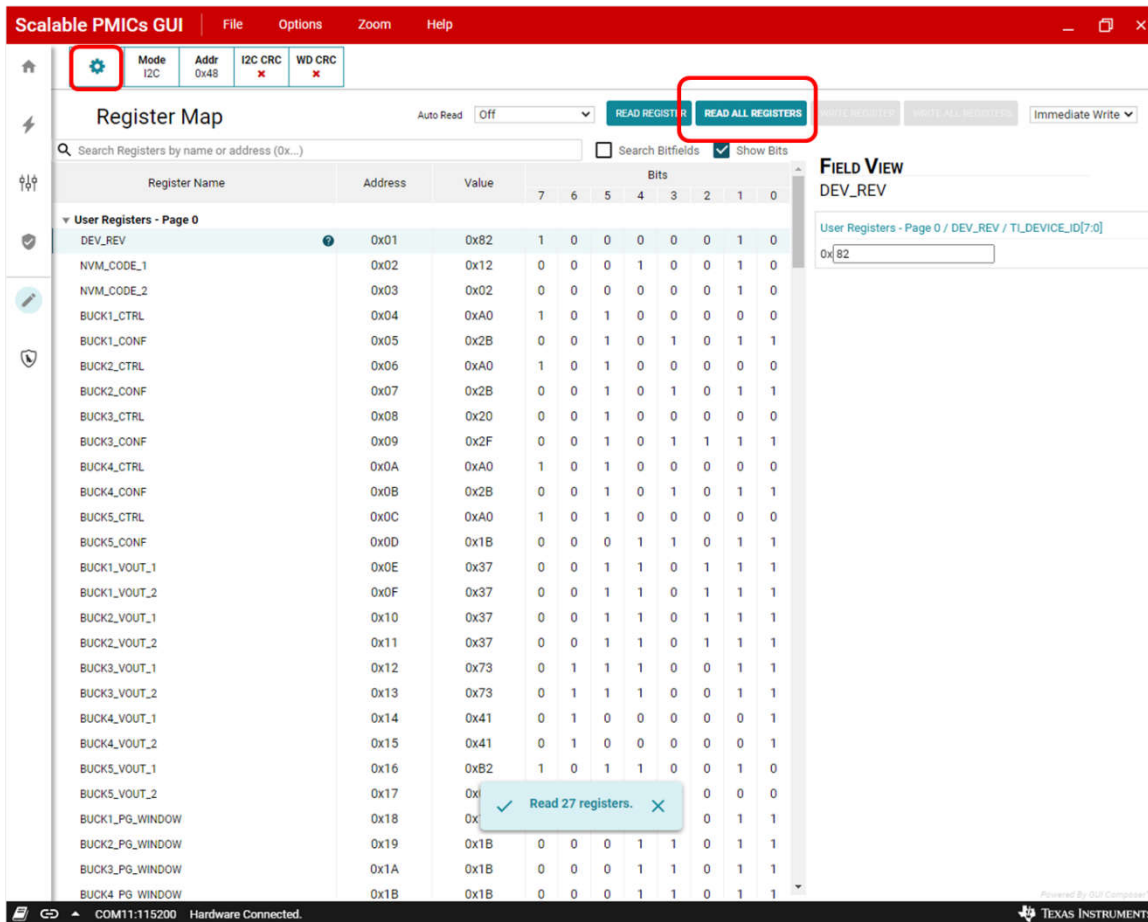 Scalable PMICs GUI File Options Zoom Help
Mode I2C Addr 0x48 I2C CRC ✖ WD CRC ✖
Register Map Auto Read Off READ REGISTER READ ALL REGISTERS WRITE REGISTER WRITE ALL REGISTERS Immediate Write
Search Registers by name or address (0x...) Search Bitfields Show Bits
FIELD VIEW
DEV_REV
User Registers - Page 0 / DEV_REV / TI_DEVICE_ID[7:0]
0x 82
Register Name Address Value Bits
7 6 5 4 3 2 1 0
User Registers - Page 0
DEV_REV 0x01 0x82 1 0 0 0 0 0 1 0
NVM_CODE_1 0x02 0x12 0 0 0 1 0 0 1 0
NVM_CODE_2 0x03 0x02 0 0 0 0 0 0 1 0
BUCK1_CTRL 0x04 0xA0 1 0 1 0 0 0 0 0
BUCK1_CONF 0x05 0x2B 0 0 1 0 1 0 1 1
BUCK2_CTRL 0x06 0xA0 1 0 1 0 0 0 0 0
BUCK2_CONF 0x07 0x2B 0 0 1 0 1 0 1 1
BUCK3_CTRL 0x08 0x20 0 0 1 0 0 0 0 0
BUCK3_CONF 0x09 0x2F 0 0 1 0 1 1 1 1
BUCK4_CTRL 0x0A 0xA0 1 0 1 0 0 0 0 0
BUCK4_CONF 0x0B 0x2B 0 0 1 0 1 0 1 1
BUCK5_CTRL 0x0C 0xA0 1 0 1 0 0 0 0 0
BUCK5_CONF 0x0D 0x1B 0 0 0 1 1 0 1 1
BUCK1_VOUT_1 0x0E 0x37 0 0 1 1 0 1 1 1
BUCK1_VOUT_2 0x0F 0x37 0 0 1 1 0 1 1 1
BUCK2_VOUT_1 0x10 0x37 0 0 1 1 0 1 1 1
BUCK2_VOUT_2 0x11 0x37 0 0 1 1 0 1 1 1
BUCK3_VOUT_1 0x12 0x73 0 1 1 1 0 0 1 1
BUCK3_VOUT_2 0x13 0x73 0 1 1 1 0 0 1 1
BUCK4_VOUT_1 0x14 0x41 0 1 0 0 0 0 0 1
BUCK4_VOUT_2 0x15 0x41 0 1 0 0 0 0 0 1
BUCK5_VOUT_1 0x16 0xB2 1 0 1 1 0 0 1 0
BUCK5_VOUT_2 0x17 0 0 0
Read 27 registers.
BUCK1_PG_WINDOW 0x18 0 1 1
BUCK2_PG_WINDOW 0x19 0x1B 0 0 0 1 1 0 1 1
BUCK3_PG_WINDOW 0x1A 0x1B 0 0 0 1 1 0 1 1
BUCK4_PG_WINDOW 0x1B 0x1B 0 0 0 1 1 0 1 1
Powered By GUI Composer
COM11:115200 Hardware Connected. TEXAS INSTRUMENT